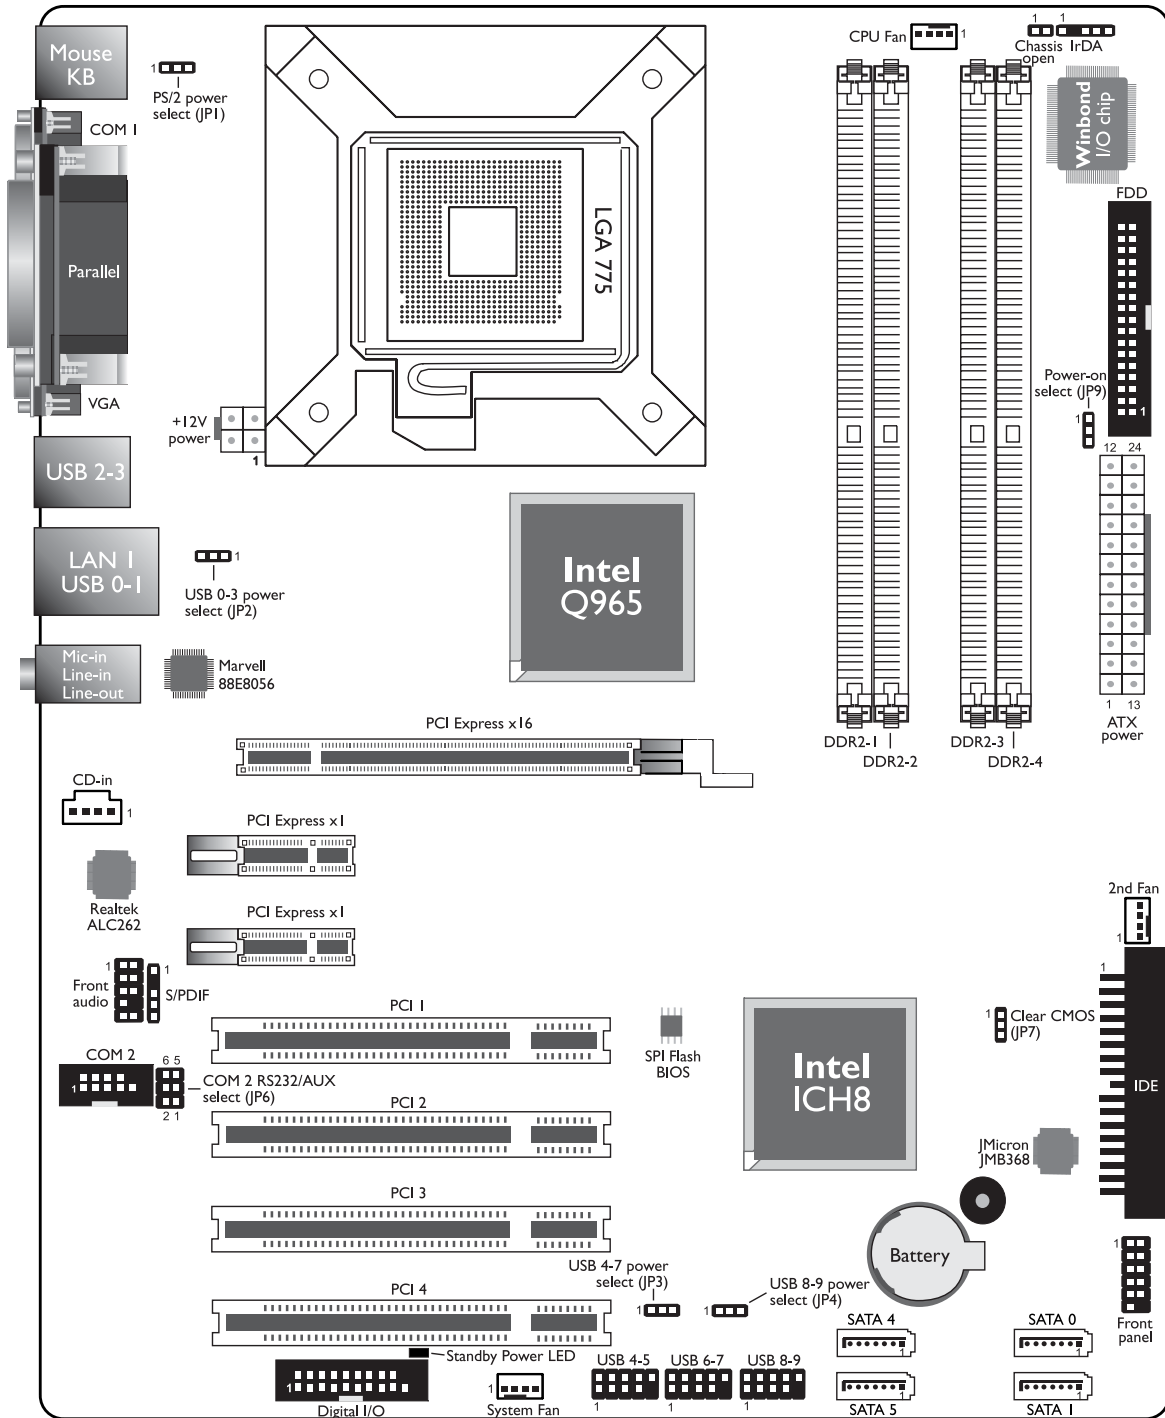 Mouse
KB
1
PS/2 power
select (JP1)
COM 1
Parallel
VGA
LGA 775
+12V
power
1
CPU Fan
1
1
1
Chassis
open
IrDA
Winbond
I/O chip
FDD
1
Power-on
select (JP9)
1
12 24
1 13
ATX
power
USB 2-3
LAN 1
USB 0-1
1
USB 0-3 power
select (JP2)
Intel
Q965
Mic-in
Line-in
Line-out
Marvell
88E8056
DDR2-1
DDR2-2
DDR2-3
DDR2-4
PCI Express x16
CD-in
1
PCI Express x1
Realtek
ALC262
PCI Express x1
2nd Fan
1
1
Front
audio
1
S/PDIF
PCI 1
SPI Flash
BIOS
Intel
ICH8
1
Clear CMOS
(JP7)
1
IDE
COM 2
1
6 5
2 1
COM 2 RS232/AUX
select (JP6)
PCI 2
JMicron
JMB368
PCI 3
Battery
USB 4-7 power
select (JP3)
1
USB 8-9 power
select (JP4)
1
PCI 4
1
Front
panel
SATA 4
1
SATA 0
1
Standby Power LED
1
Digital I/O
1
System Fan
USB 4-5
1
USB 6-7
1
USB 8-9
1
1
SATA 5
1
SATA 1